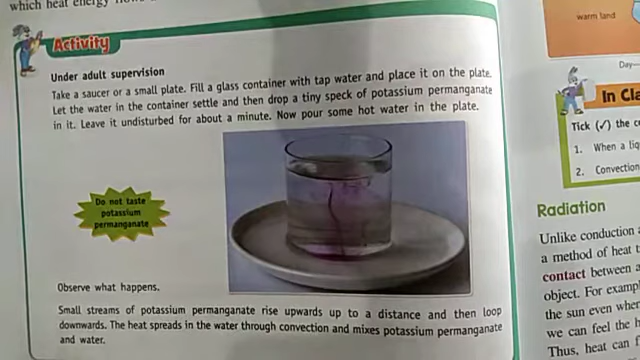 which heat energy
Activity
Under adult supervision
Take a saucer or a small plate. Fill a glass container with tap water and place it on the plate.
Let the water in the container settle and then drop a tiny speck of potassium permanganate
in it. Leave it undisturbed for about a minute. Now pour some hot water in the plate.
Do not taste
potassium
permanganate
Observe what happens.
Small streams of potassium permanganate rise upwards up to a distance and then loop
downwards. The heat spreads in the water through convection and mixes potassium permanganate
and water.
warm land
Day—
In Cla
Tick (✓) the c
1. When a liq
2. Convection
Radiation
Unlike conduction a
a method of heat t
contact between a
object. For exampl
the sun even wher
we can feel the h
Thus, heat can